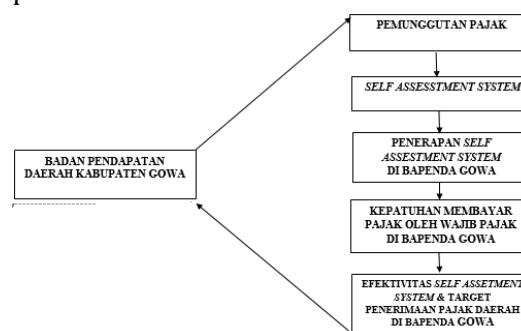 PEMUNGGUTAN PAJAK
SELF ASSESSTMENT SYSTEM
PENERAPAN SELF
ASSESTMENT SYSTEM
DI BAPENDA GOWA
BADAN PENDAPATAN
DAERAH KABUPATEN GOWA
KEPATUHAN MEMBAYAR
PAJAK OLEH WAJIB PAJAK
DI BAPENDA GOWA
EFEKTIVITAS SELF ASSETMENT
SYSTEM & TARGET
PENERIMAAN PAJAK DAERAH
DI BAPENDA GOWA